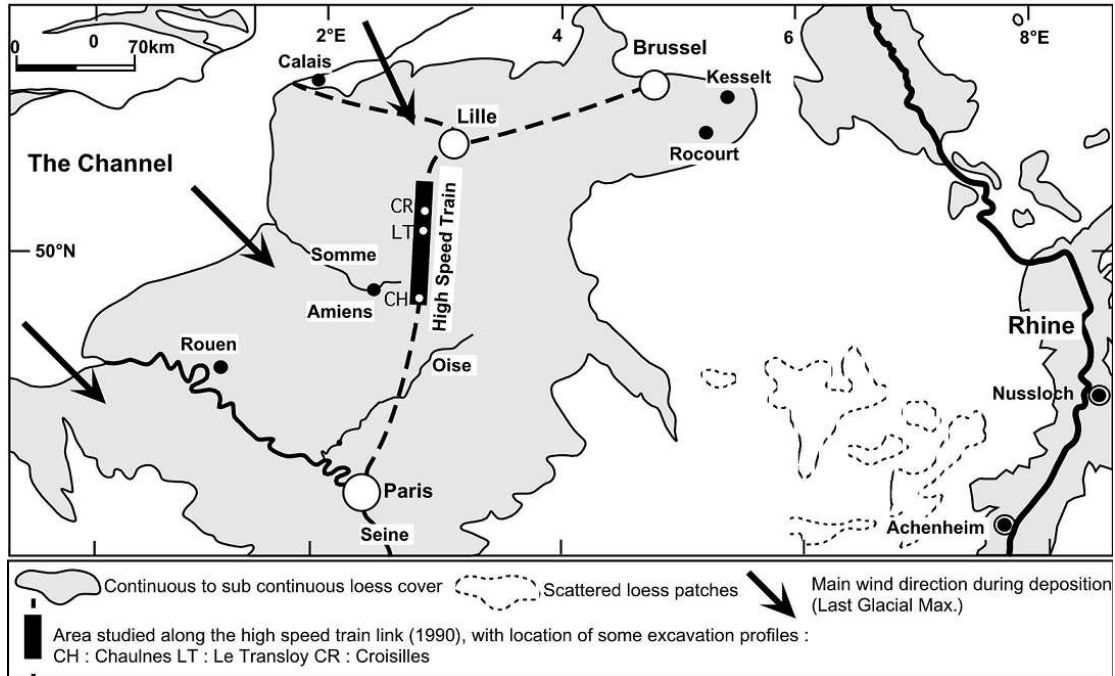 0 0 70km
2°E
4
6
8°E
Brussel
Calais
Kesselt
Lille
Rocourt
The Channel
CR
LT
High Speed Train
50°N
Somme
CH
Amiens
Rhine
Rouen
Oise
Nussloch
Paris
Achenheim
Seine
Continuous to sub continuous loess cover
Scattered loess patches
Main wind direction during deposition
(Last Glacial Max.)
Area studied along the high speed train link (1990), with location of some excavation profiles :
CH : Chaulnes LT : Le Transloy CR : Croisilles